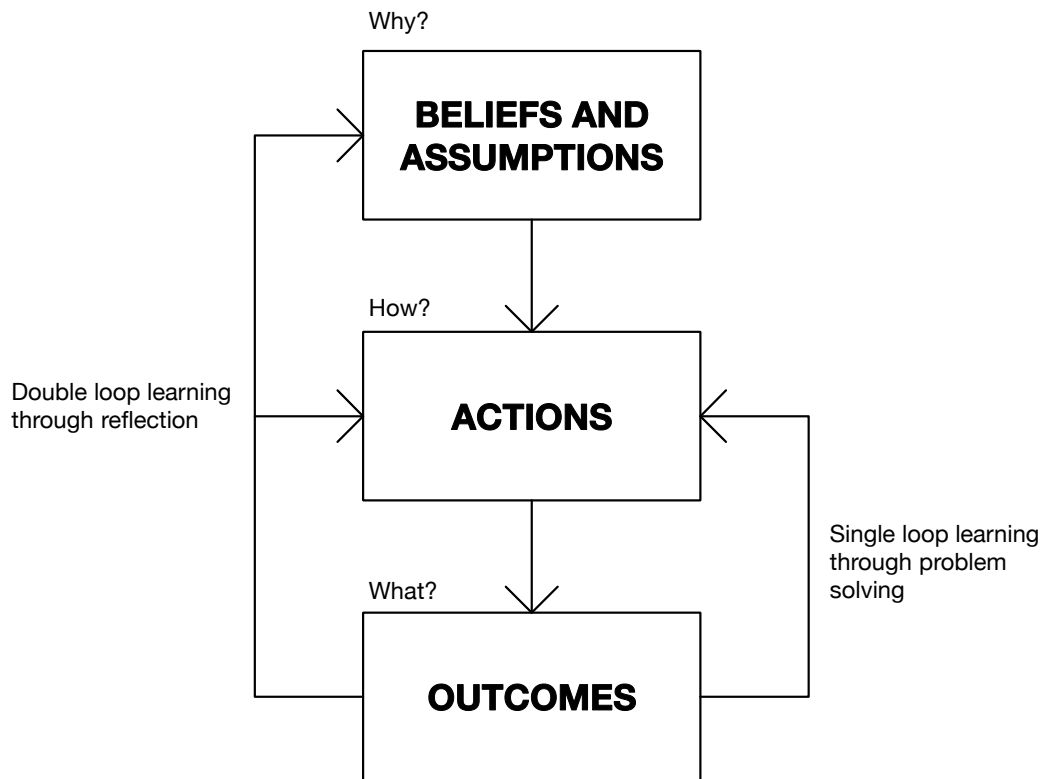 Why?
BELIEFS AND
ASSUMPTIONS
How?
Double loop learning
through reflection
ACTIONS
Single loop learning
through problem
solving
What?
OUTCOMES